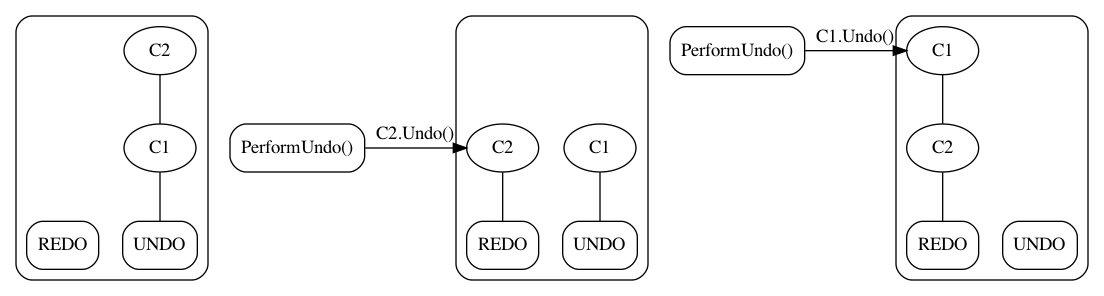 C2
C1
REDO
UNDO
PerformUndo()
C2.Undo()
C2
C1
REDO
UNDO
PerformUndo()
C1.Undo()
C1
C2
REDO
UNDO